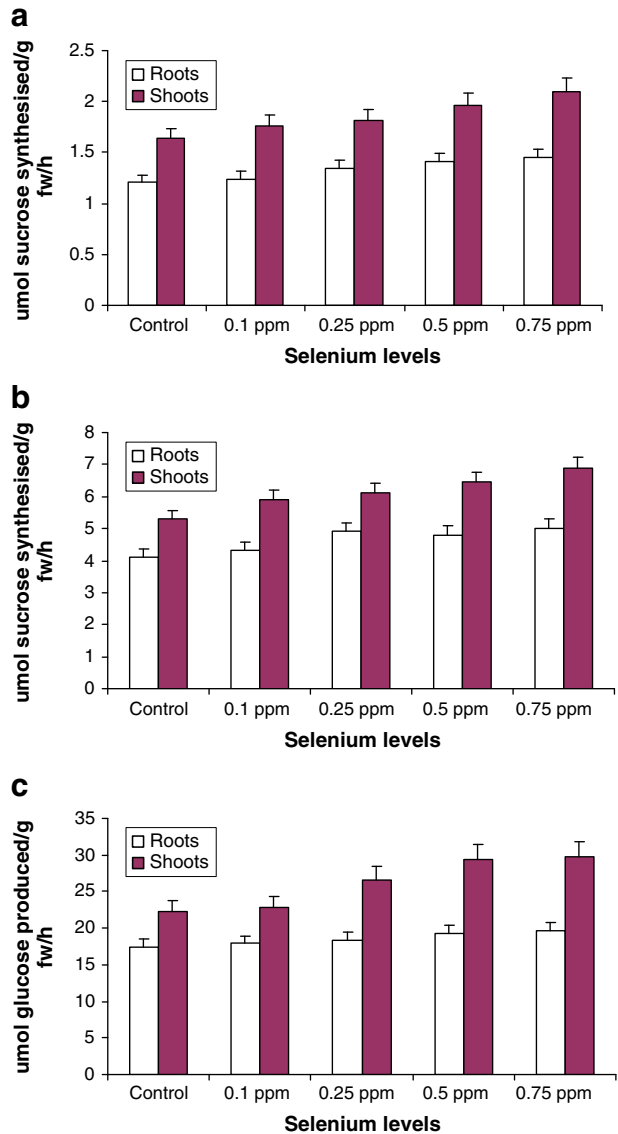 a
2.5
2
1.5
1
0.5
0
umol sucrose synthesised/g
fw/h
Roots
Shoots
Control 0.1 ppm 0.25 ppm 0.5 ppm 0.75 ppm
Selenium levels
b
8
7
6
5
4
3
2
1
0
umol sucrose synthesised/g
fw/h
Roots
Shoots
Control 0.1 ppm 0.25 ppm 0.5 ppm 0.75 ppm
Selenium levels
c
35
30
25
20
15
10
5
0
umol glucose produced/g
fw/h
Roots
Shoots
Control 0.1 ppm 0.25 ppm 0.5 ppm 0.75 ppm
Selenium levels